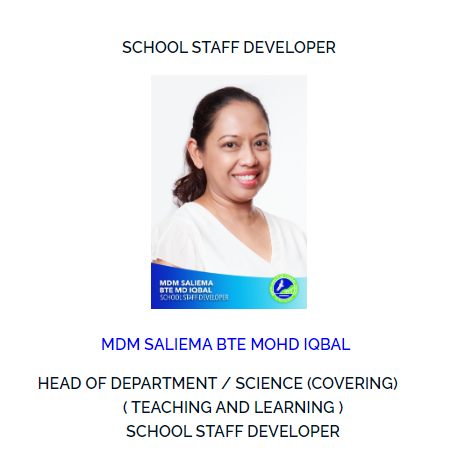 SCHOOL STAFF DEVELOPER
MDM SALIEMA
BTE MD IQBAL
SCHOOL STAFF DEVELOPER
MDM SALIEMA BTE MOHD IQBAL
HEAD OF DEPARTMENT / SCIENCE (COVERING)
( TEACHING AND LEARNING )
SCHOOL STAFF DEVELOPER